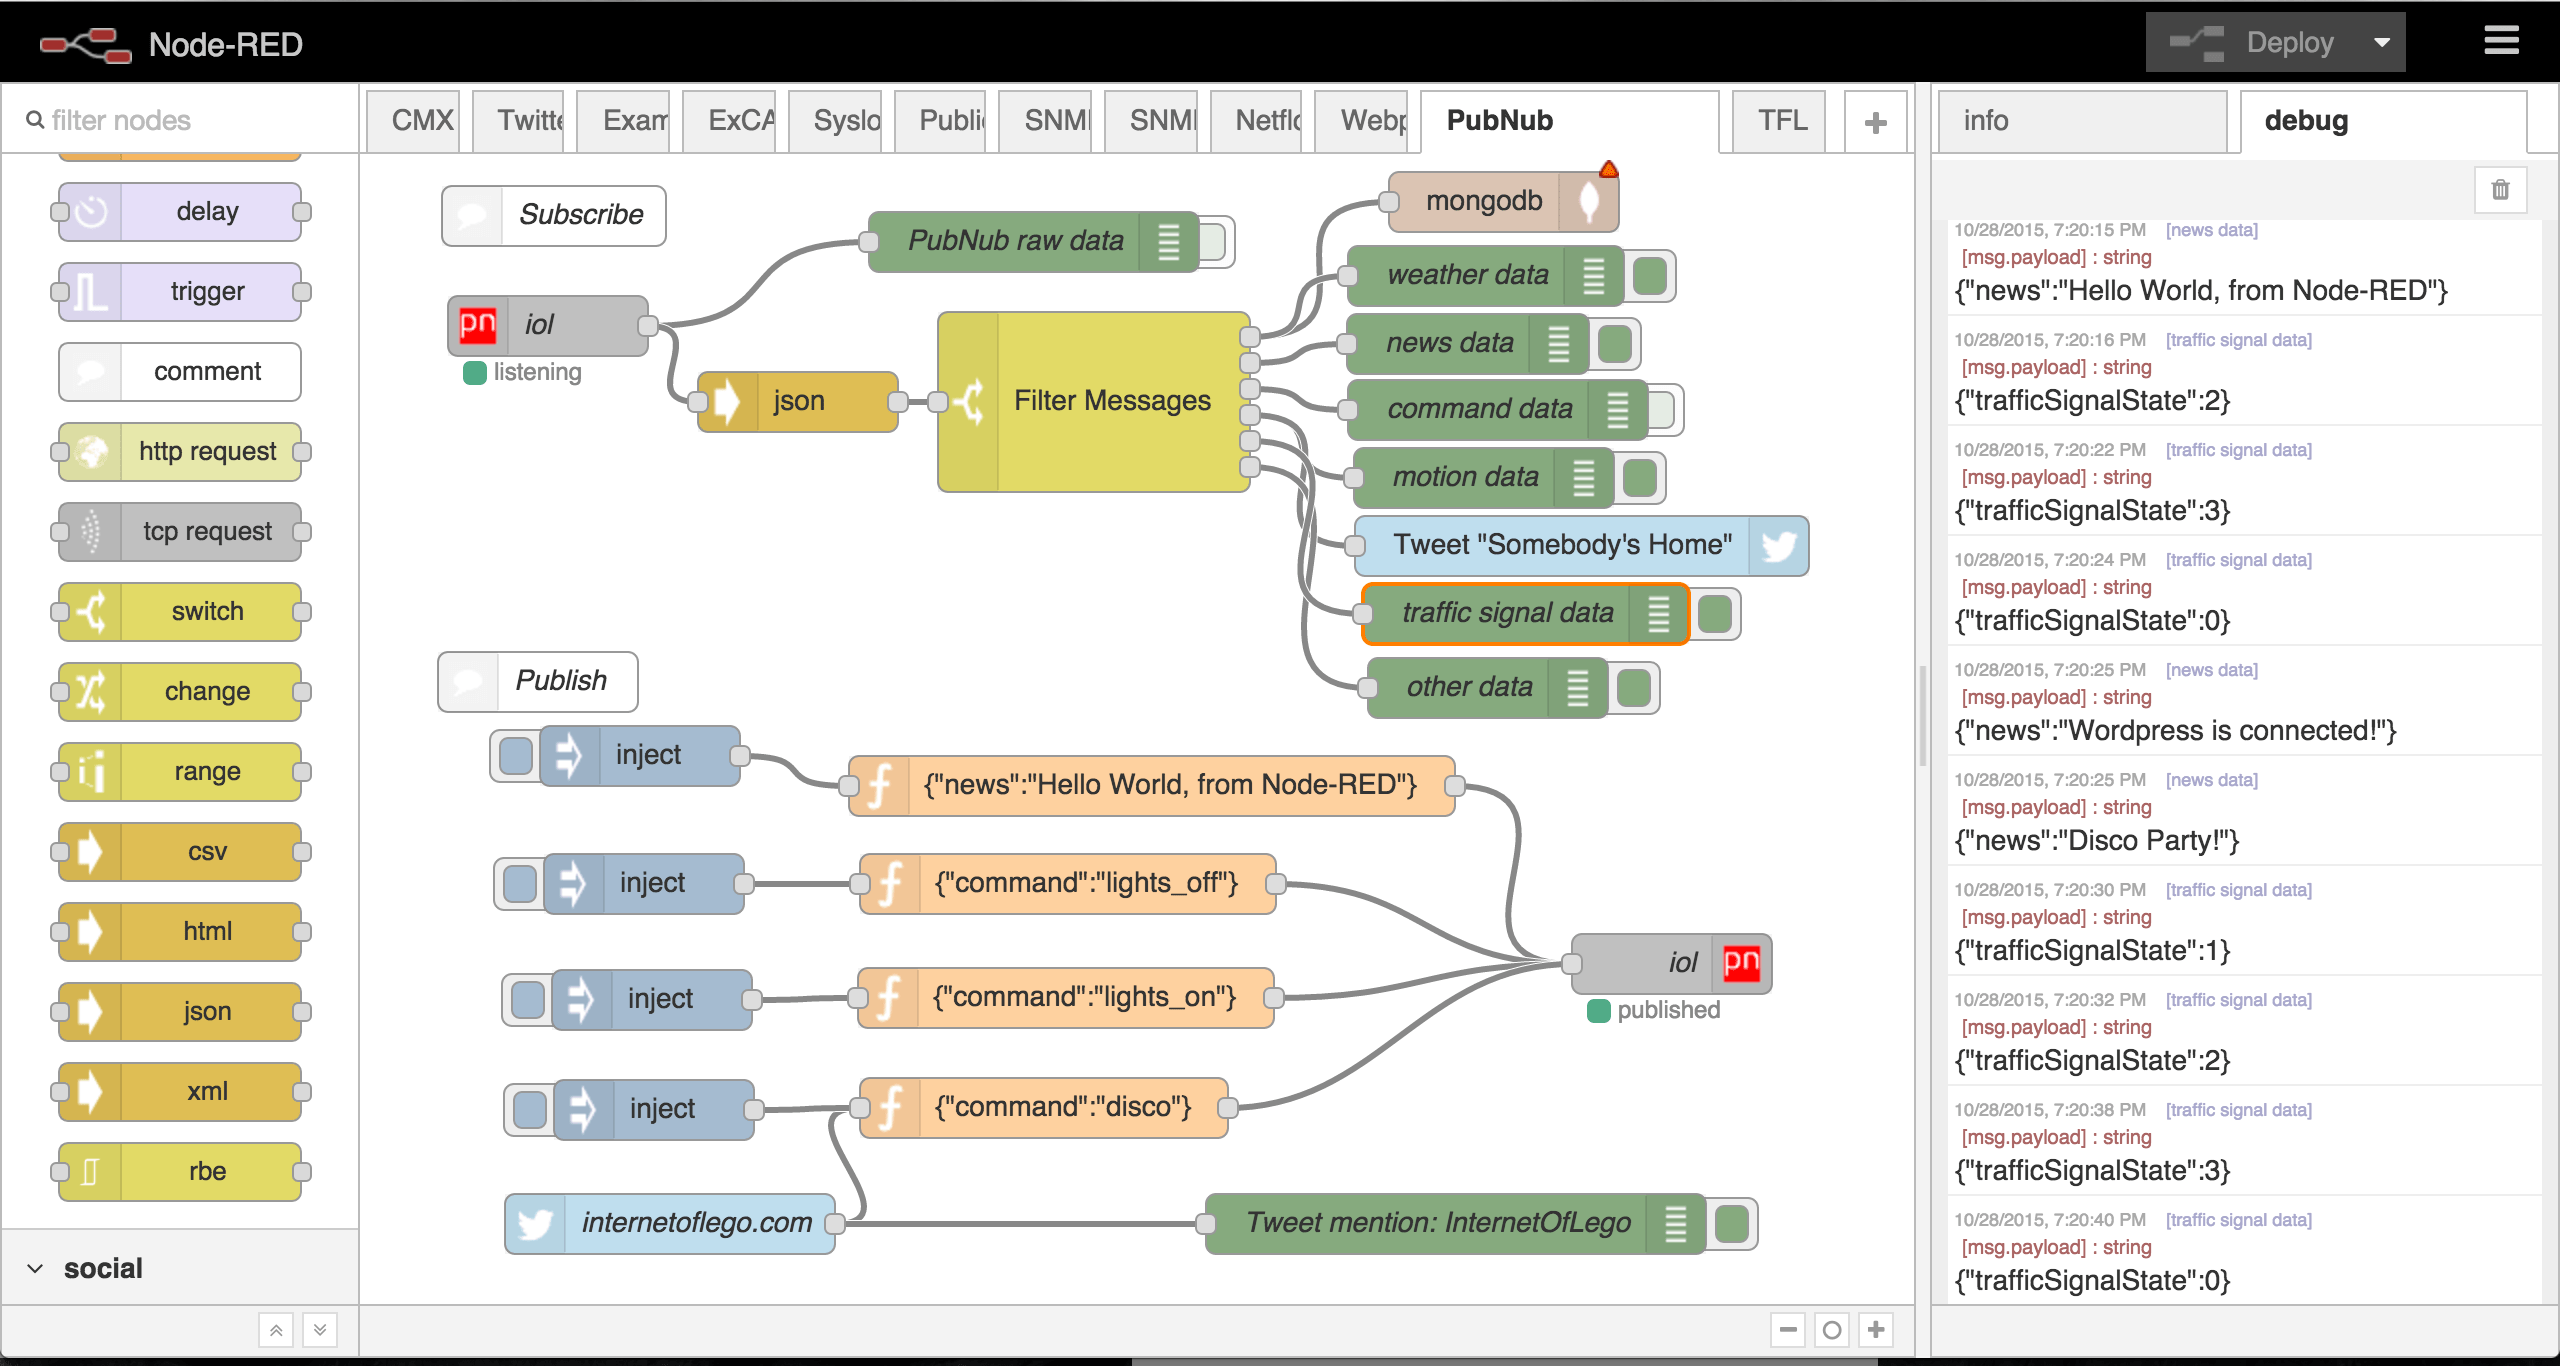 Node-RED
Deploy
filter nodes
CMX
Twitte
Exam
ExCA
Syslo
Publi
SNM
SNM
Netflo
Webp
PubNub
TFL
info
debug
delay
trigger
comment
http request
tcp request
switch
change
range
csv
html
json
xml
rbe
social
Subscribe
PubNub raw data
pn
iol
listening
json
Filter Messages
mongodb
weather data
news data
command data
motion data
Tweet "Somebody's Home"
traffic signal data
other data
Publish
inject
{"news":"Hello World, from Node-RED"}
inject
{"command":"lights_off"}
inject
{"command":"lights_on"}
iol
pn
published
inject
{"command":"disco"}
internetoflego.com
Tweet mention: InternetOfLego
10/28/2015, 7:20:15 PM [news data]
[msg.payload] : string
{"news":"Hello World, from Node-RED"}
10/28/2015, 7:20:16 PM [traffic signal data]
[msg.payload] : string
{"trafficSignalState":2}
10/28/2015, 7:20:22 PM [traffic signal data]
[msg.payload] : string
{"trafficSignalState":3}
10/28/2015, 7:20:24 PM [traffic signal data]
[msg.payload] : string
{"trafficSignalState":0}
10/28/2015, 7:20:25 PM [news data]
[msg.payload] : string
{"news":"Wordpress is connected!"}
10/28/2015, 7:20:25 PM [news data]
[msg.payload] : string
{"news":"Disco Party!"}
10/28/2015, 7:20:30 PM [traffic signal data]
[msg.payload] : string
{"trafficSignalState":1}
10/28/2015, 7:20:32 PM [traffic signal data]
[msg.payload] : string
{"trafficSignalState":2}
10/28/2015, 7:20:38 PM [traffic signal data]
[msg.payload] : string
{"trafficSignalState":3}
10/28/2015, 7:20:40 PM [traffic signal data]
[msg.payload] : string
{"trafficSignalState":0}